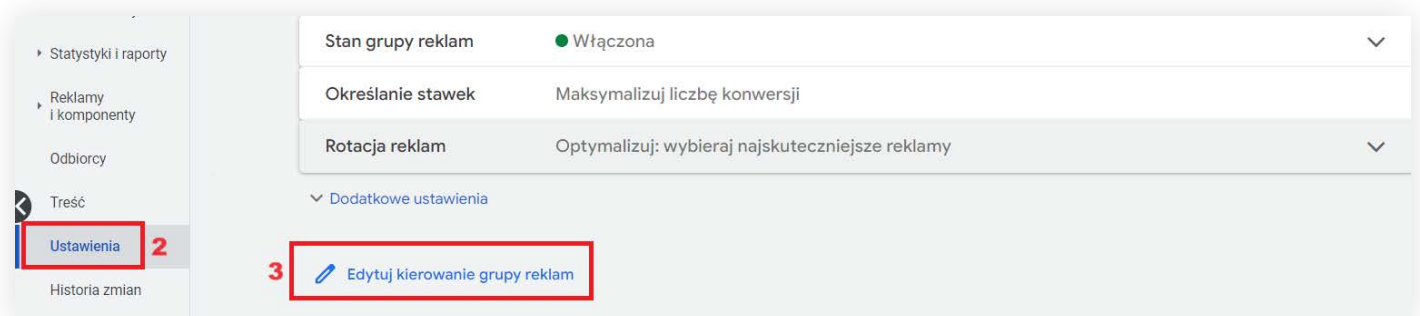 Statystyki i raporty
Reklamy
i komponenty
Odbiorcy
Treść
Ustawienia 2
Historia zmian
Stan grupy reklam Włączona
Określanie stawek Maksymalizuj liczbę konwersji
Rotacja reklam Optymalizuj: wybieraj najskuteczniejsze reklamy
Dodatkowe ustawienia
3 Edytuj kierowanie grupy reklam